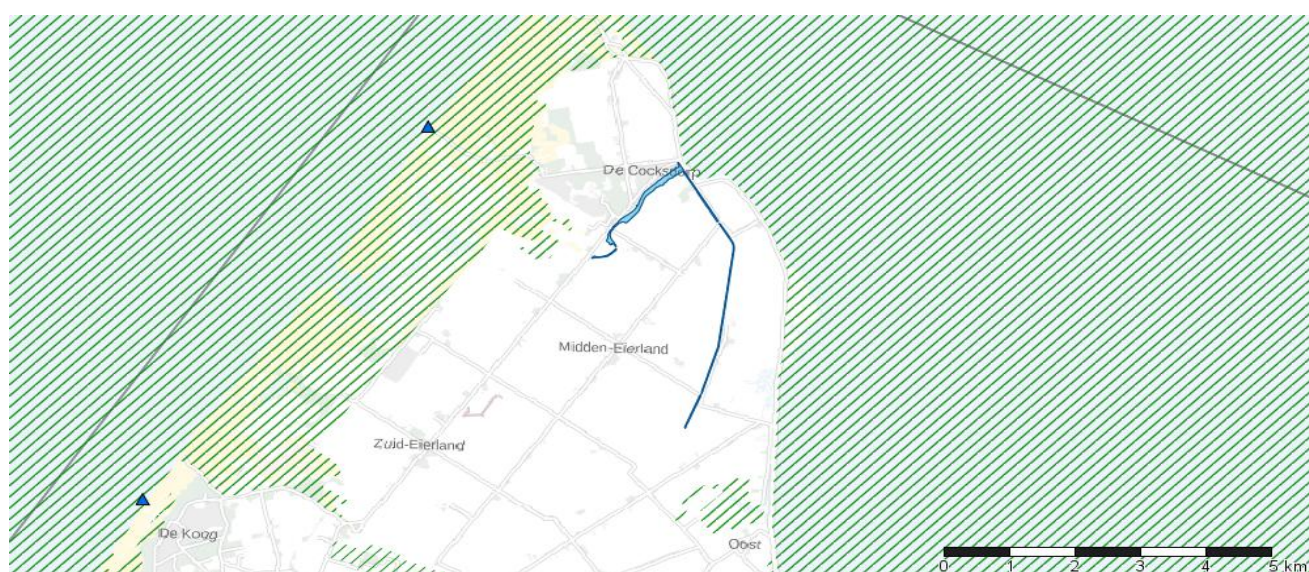 De Cocksdorp
Midden-Eierland
Zuid-Eierland
De Koog
Oost
0 1 2 3 4 5 km